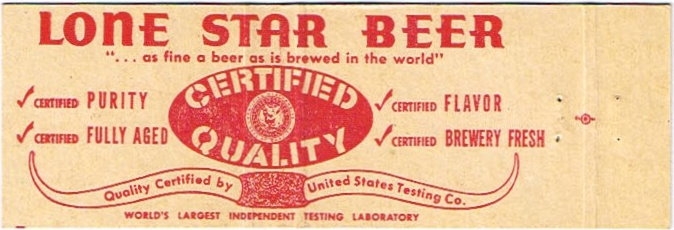 LONE STAR BEER
"... as fine a beer as is brewed in the world"
CERTIFIED
QUALITY
✓CERTIFIED PURITY
✓CERTIFIED FULLY AGED
✓CERTIFIED FLAVOR
✓CERTIFIED BREWERY FRESH
Quality Certified by United States Testing Co.
WORLD'S LARGEST INDEPENDENT TESTING LABORATORY